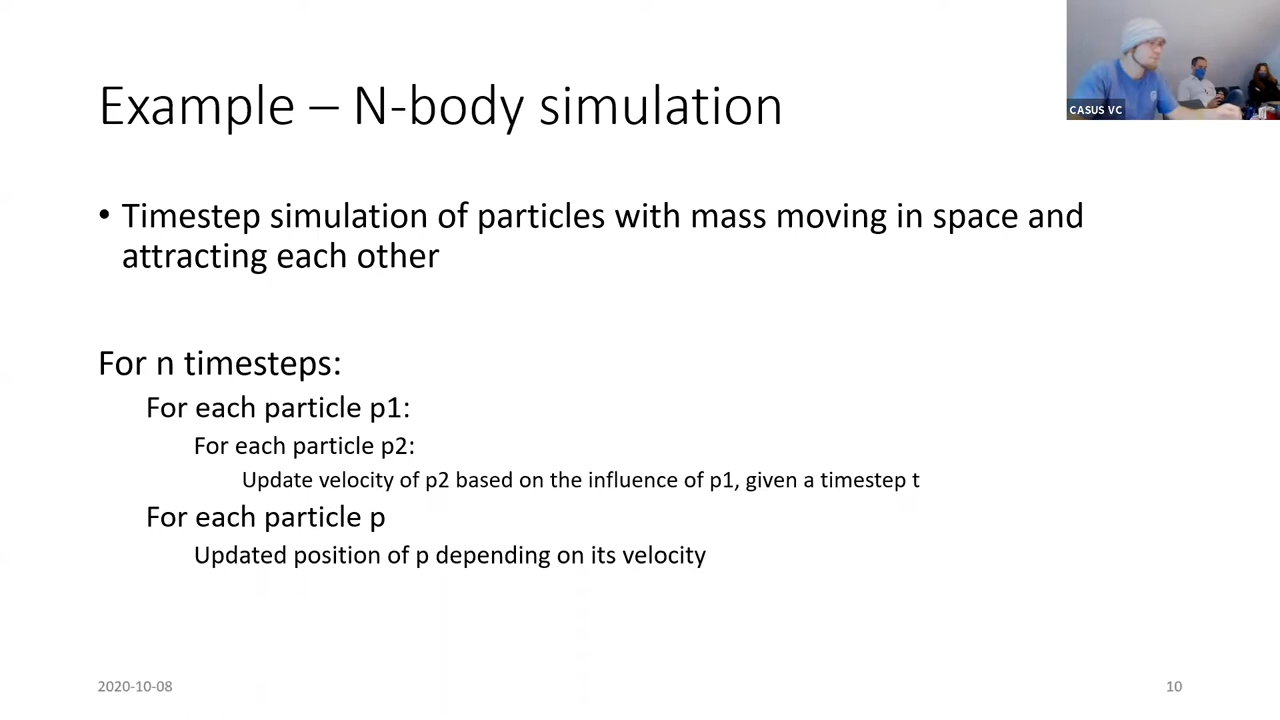 CASUS VC
Example – N-body simulation
• Timestep simulation of particles with mass moving in space and
attracting each other
For n timesteps:
For each particle p1:
For each particle p2:
Update velocity of p2 based on the influence of p1, given a timestep t
For each particle p
Updated position of p depending on its velocity
2020-10-08
10